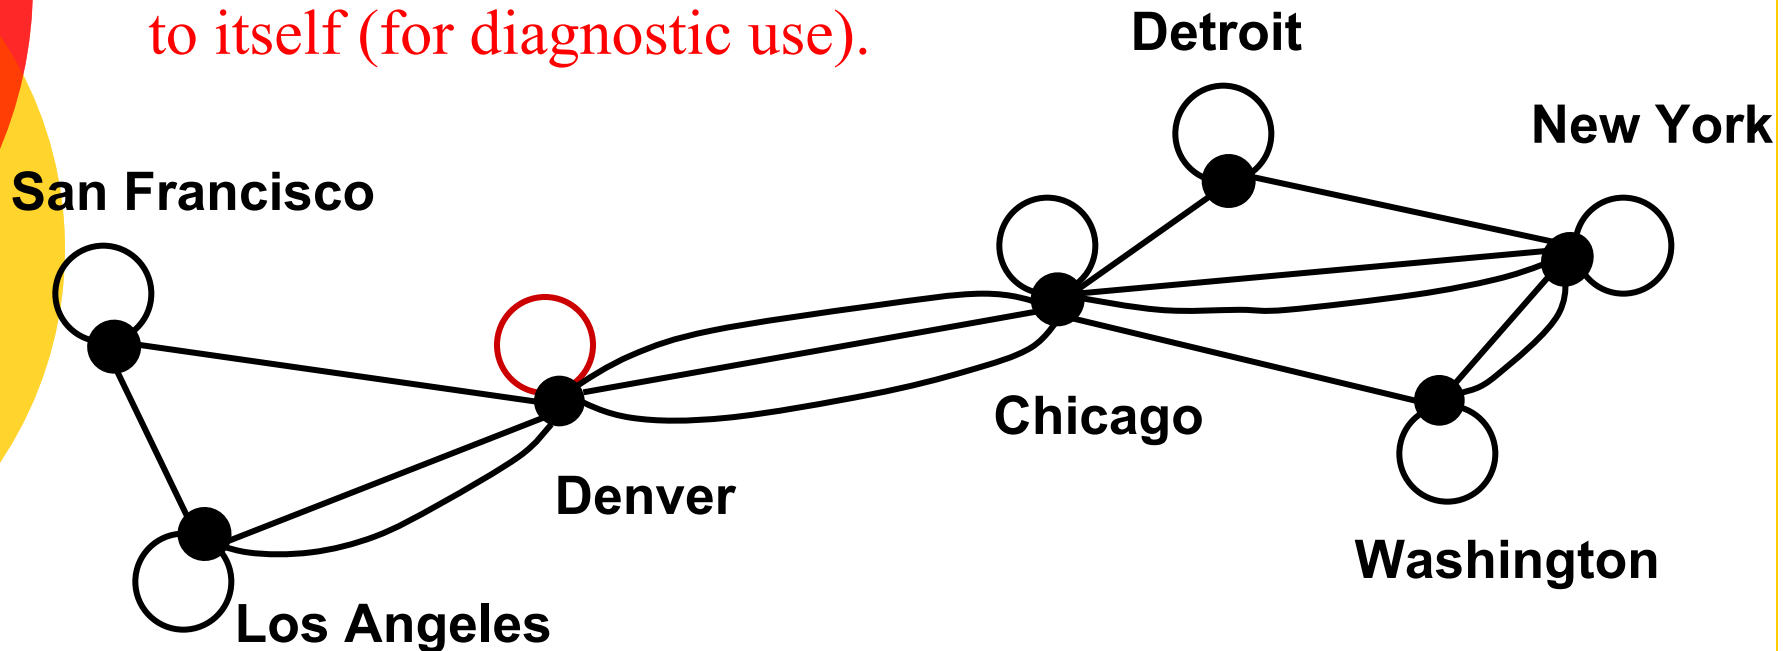 to itself (for diagnostic use).
Detroit
New York
San Francisco
Chicago
Denver
Washington
Los Angeles